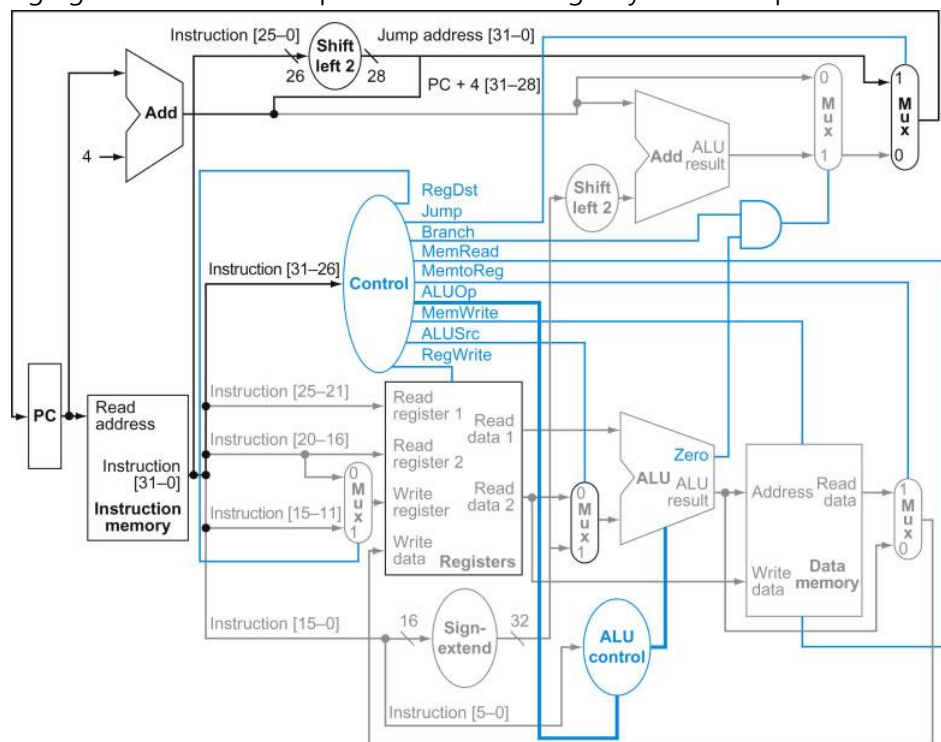 Instruction [25–0]
Shift
left 2
Jump address [31–0]
26
28
PC + 4 [31–28]
Add
4
0
Mux
1
1
Mux
0
Add
ALU
result
Shift
left 2
RegDst
Jump
Branch
MemRead
MemtoReg
ALUOp
MemWrite
ALUSrc
RegWrite
Instruction [31–26]
Control
PC
Read
address
Instruction
[31–0]
Instruction
memory
Instruction [25–21]
Instruction [20–16]
Instruction [15–11]
0
Mux
1
Read
register 1
Read
register 2
Write
register
Write
data
Read
data 1
Read
data 2
Registers
0
Mux
1
Zero
ALU
ALU
result
Address
Read
data
Write
data
Data
memory
1
Mux
0
Instruction [15–0]
16
Sign-
extend
32
ALU
control
Instruction [5–0]